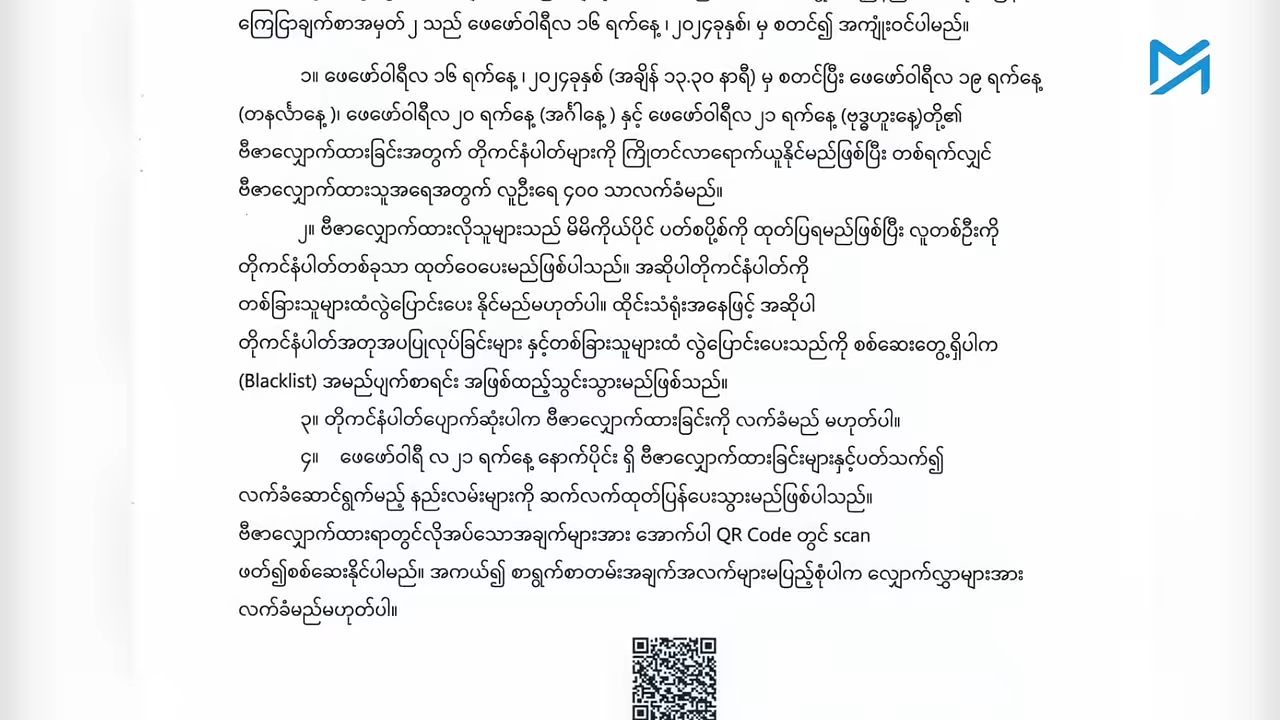 ကြေငြာချက်စာအမှတ်၂ သည် ဖေဖော်ဝါရီလ ၁၆ ရက်နေ့ ၊၂၀၂၄ခုနှစ်၊ မှ စတင်၍ အကျုံးဝင်ပါမည်။
၁။ ဖေဖော်ဝါရီလ ၁၆ ရက်နေ့ ၊၂၀၂၄ခုနှစ် (အချိန် ၁၃.၃၀ နာရီ) မှ စတင်ပြီး ဖေဖော်ဝါရီလ ၁၉ ရက်နေ့
(တနင်္လာနေ့ )၊ ဖေဖော်ဝါရီလ၂၀ ရက်နေ့ (အင်္ဂါနေ့ ) နှင့် ဖေဖော်ဝါရီလ၂၁ ရက်နေ့ (ဗုဒ္ဓဟူးနေ့)တို့၏
ဗီဇာလျှောက်ထားခြင်းအတွက် တိုကင်နံပါတ်များကို ကြိုတင်လာရောက်ယူနိုင်မည်ဖြစ်ပြီး တစ်ရက်လျှင်
ဗီဇာလျှောက်ထားသူအရေအတွက် လူဦးရေ ၄၀၀ သာလက်ခံမည်။
၂။ ဗီဇာလျှောက်ထားလိုသူများသည် မိမိကိုယ်ပိုင် ပတ်စပို့စ်ကို ထုတ်ပြရမည်ဖြစ်ပြီး လူတစ်ဦးကို
တိုကင်နံပါတ်တစ်ခုသာ ထုတ်ဝေပေးမည်ဖြစ်ပါသည်။ အဆိုပါတိုကင်နံပါတ်ကို
တစ်ခြားသူများထံလွှဲပြောင်းပေး နိုင်မည်မဟုတ်ပါ။ ထိုင်းသံရုံးအနေဖြင့် အဆိုပါ
တိုကင်နံပါတ်အတုအပပြုလုပ်ခြင်းများ နှင့်တစ်ခြားသူများထံ လွှဲပြောင်းပေးသည်ကို စစ်ဆေးတွေ့ရှိပါက
(Blacklist) အမည်ပျက်စာရင်း အဖြစ်ထည့်သွင်းသွားမည်ဖြစ်သည်။
၃။ တိုကင်နံပါတ်ပျောက်ဆုံးပါက ဗီဇာလျှောက်ထားခြင်းကို လက်ခံမည် မဟုတ်ပါ။
၄။ ဖေဖော်ဝါရီ လ၂၁ ရက်နေ့ နောက်ပိုင်း ရှိ ဗီဇာလျှောက်ထားခြင်းများနှင့်ပတ်သက်၍
လက်ခံဆောင်ရွက်မည့် နည်းလမ်းများကို ဆက်လက်ထုတ်ပြန်ပေးသွားမည်ဖြစ်ပါသည်။
ဗီဇာလျှောက်ထားရာတွင်လိုအပ်သောအချက်များအား အောက်ပါ QR Code တွင် scan
ဖတ်၍စစ်ဆေးနိုင်ပါမည်။ အကယ်၍ စာရွက်စာတမ်းအချက်အလက်များမပြည့်စုံပါက လျှောက်လွှာများအား
လက်ခံမည်မဟုတ်ပါ။